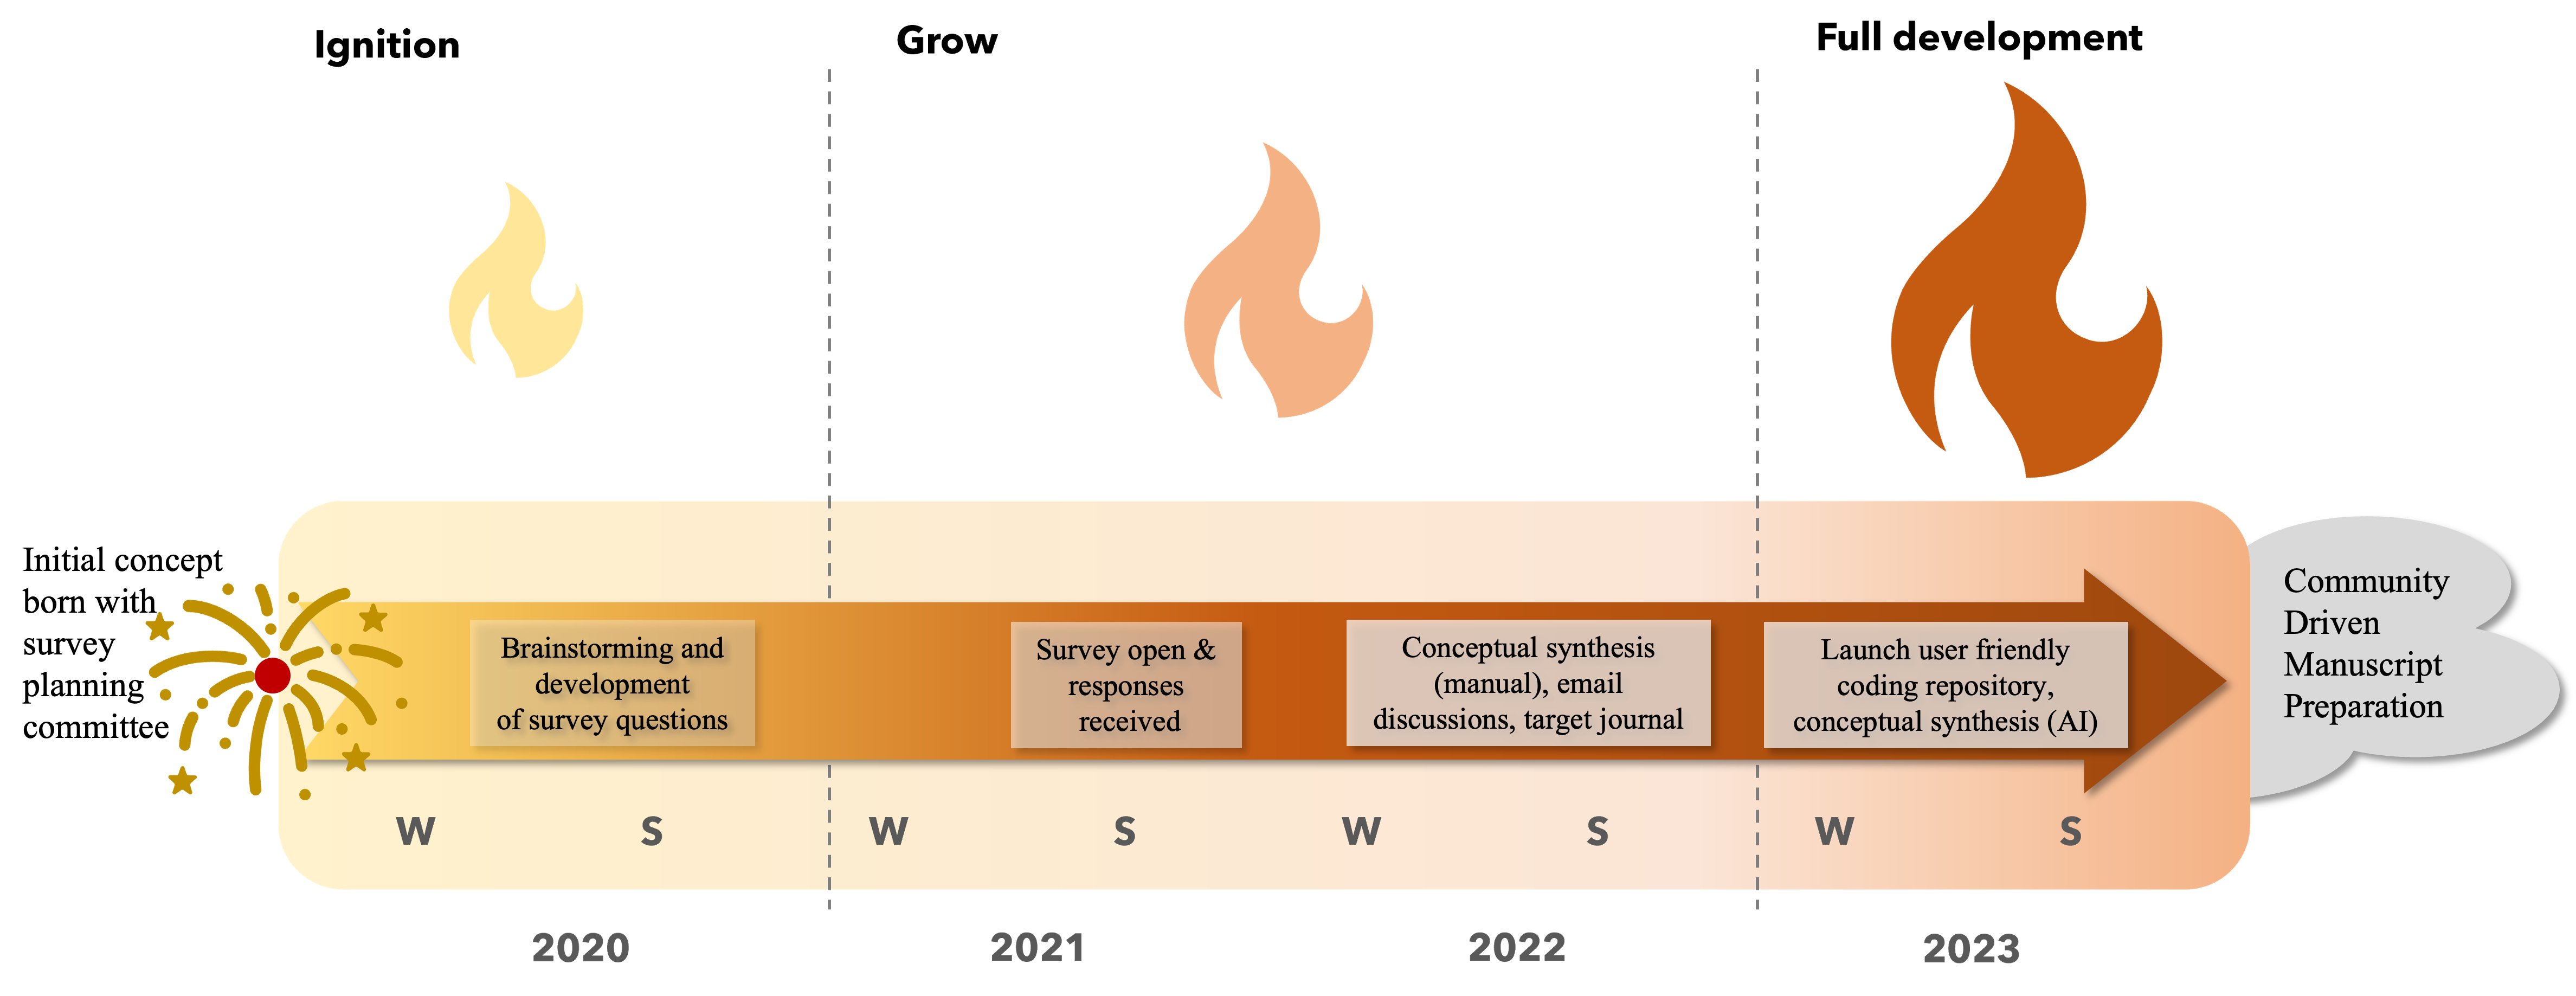 Ignition
Grow
Full development
Initial concept
born with
survey
planning
committee
Brainstorming and
development
of survey questions
Survey open &
responses
received
Conceptual synthesis
(manual), email
discussions, target journal
Launch user friendly
coding repository,
conceptual synthesis (AI)
Community
Driven
Manuscript
Preparation
W
S
W
S
W
S
W
S
2020
2021
2022
2023